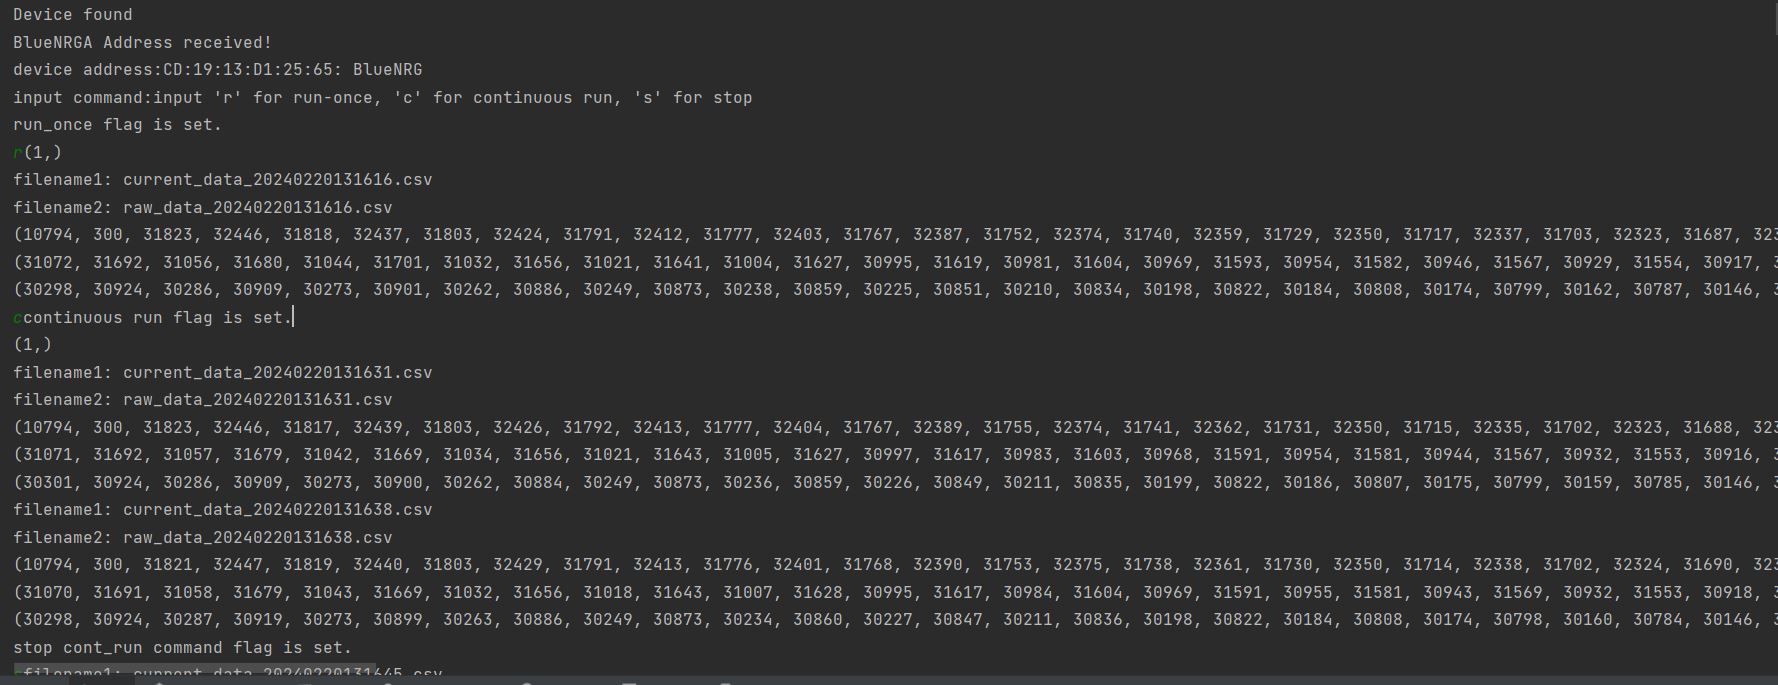 Device found
BlueNRGA Address received!
device address:CD:19:13:D1:25:65: BlueNRG
input command:input 'r' for run-once, 'c' for continuous run, 's' for stop
run_once flag is set.
r(1,)
filename1: current_data_20240220131616.csv
filename2: raw_data_20240220131616.csv
(10794, 300, 31823, 32446, 31818, 32437, 31803, 32424, 31791, 32412, 31777, 32403, 31767, 32387, 31752, 32374, 31740, 32359, 31729, 32350, 31717, 32337, 31703, 32323, 31687,
(31072, 31692, 31056, 31680, 31044, 31701, 31032, 31656, 31021, 31641, 31004, 31627, 30995, 31619, 30981, 31604, 30969, 31593, 30954, 31582, 30946, 31567, 30929, 31554, 30917,
(30298, 30924, 30286, 30909, 30273, 30901, 30262, 30886, 30249, 30873, 30238, 30859, 30225, 30851, 30210, 30834, 30198, 30822, 30184, 30808, 30174, 30799, 30162, 30787, 30146,
ccontinuous run flag is set.
(1,)
filename1: current_data_20240220131631.csv
filename2: raw_data_20240220131631.csv
(10794, 300, 31823, 32446, 31817, 32439, 31803, 32426, 31792, 32413, 31777, 32404, 31767, 32389, 31755, 32374, 31741, 32362, 31731, 32350, 31715, 32335, 31702, 32323, 31688,
(31071, 31692, 31057, 31679, 31042, 31669, 31034, 31656, 31021, 31643, 31005, 31627, 30997, 31617, 30983, 31603, 30968, 31591, 30954, 31581, 30944, 31567, 30932, 31553, 30916,
(30301, 30924, 30286, 30909, 30273, 30900, 30262, 30884, 30249, 30873, 30236, 30859, 30226, 30849, 30211, 30835, 30199, 30822, 30186, 30807, 30175, 30799, 30159, 30785, 30146,
filename1: current_data_20240220131638.csv
filename2: raw_data_20240220131638.csv
(10794, 300, 31821, 32447, 31819, 32440, 31803, 32429, 31791, 32413, 31776, 32401, 31768, 32390, 31753, 32375, 31738, 32361, 31730, 32350, 31714, 32338, 31702, 32324, 31690,
(31070, 31691, 31058, 31679, 31043, 31669, 31032, 31656, 31018, 31643, 31007, 31628, 30995, 31617, 30984, 31604, 30969, 31591, 30955, 31581, 30943, 31569, 30932, 31553, 30918,
(30298, 30924, 30287, 30919, 30273, 30899, 30263, 30886, 30249, 30873, 30234, 30860, 30227, 30847, 30211, 30836, 30198, 30822, 30184, 30808, 30174, 30798, 30160, 30784, 30146,
stop cont_run command flag is set.
filename1: current_data_20240220131645.csv